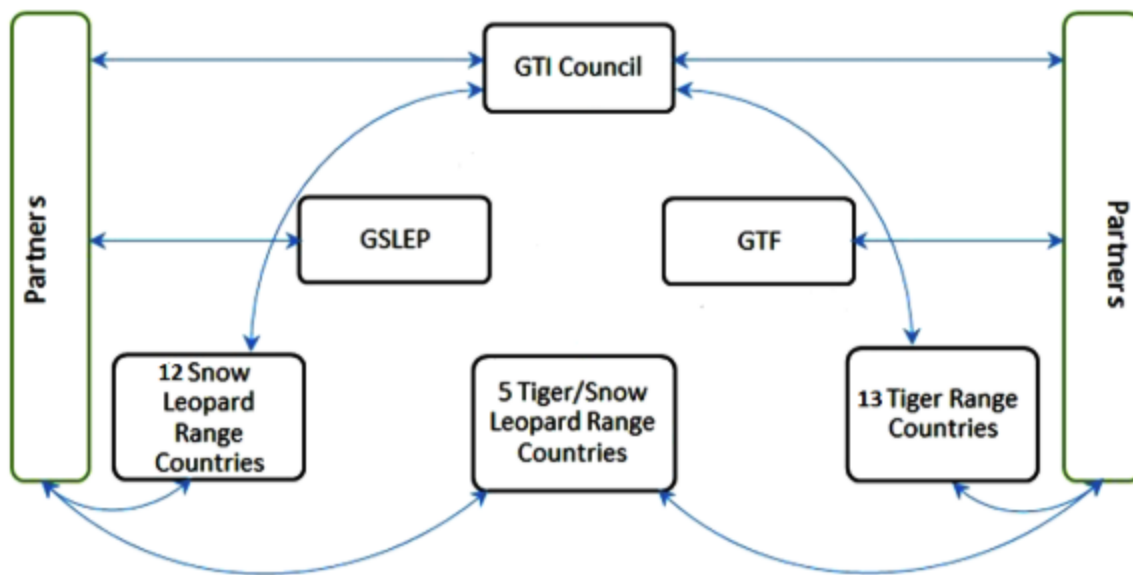 GTI Council
Partners
GSLEP
GTF
Partners
12 Snow
Leopard
Range
Countries
5 Tiger/Snow
Leopard Range
Countries
13 Tiger Range
Countries